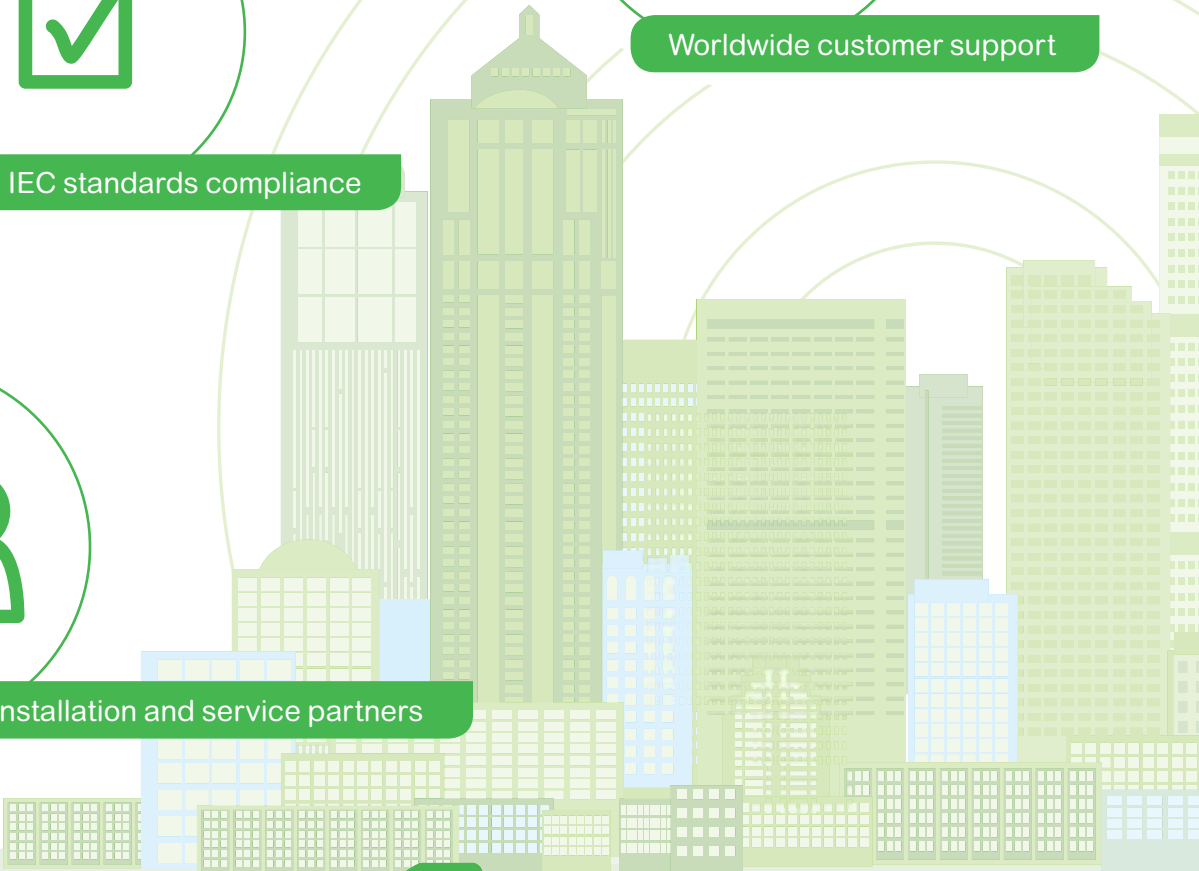 Worldwide customer support
IEC standards compliance
nstallation and service partners